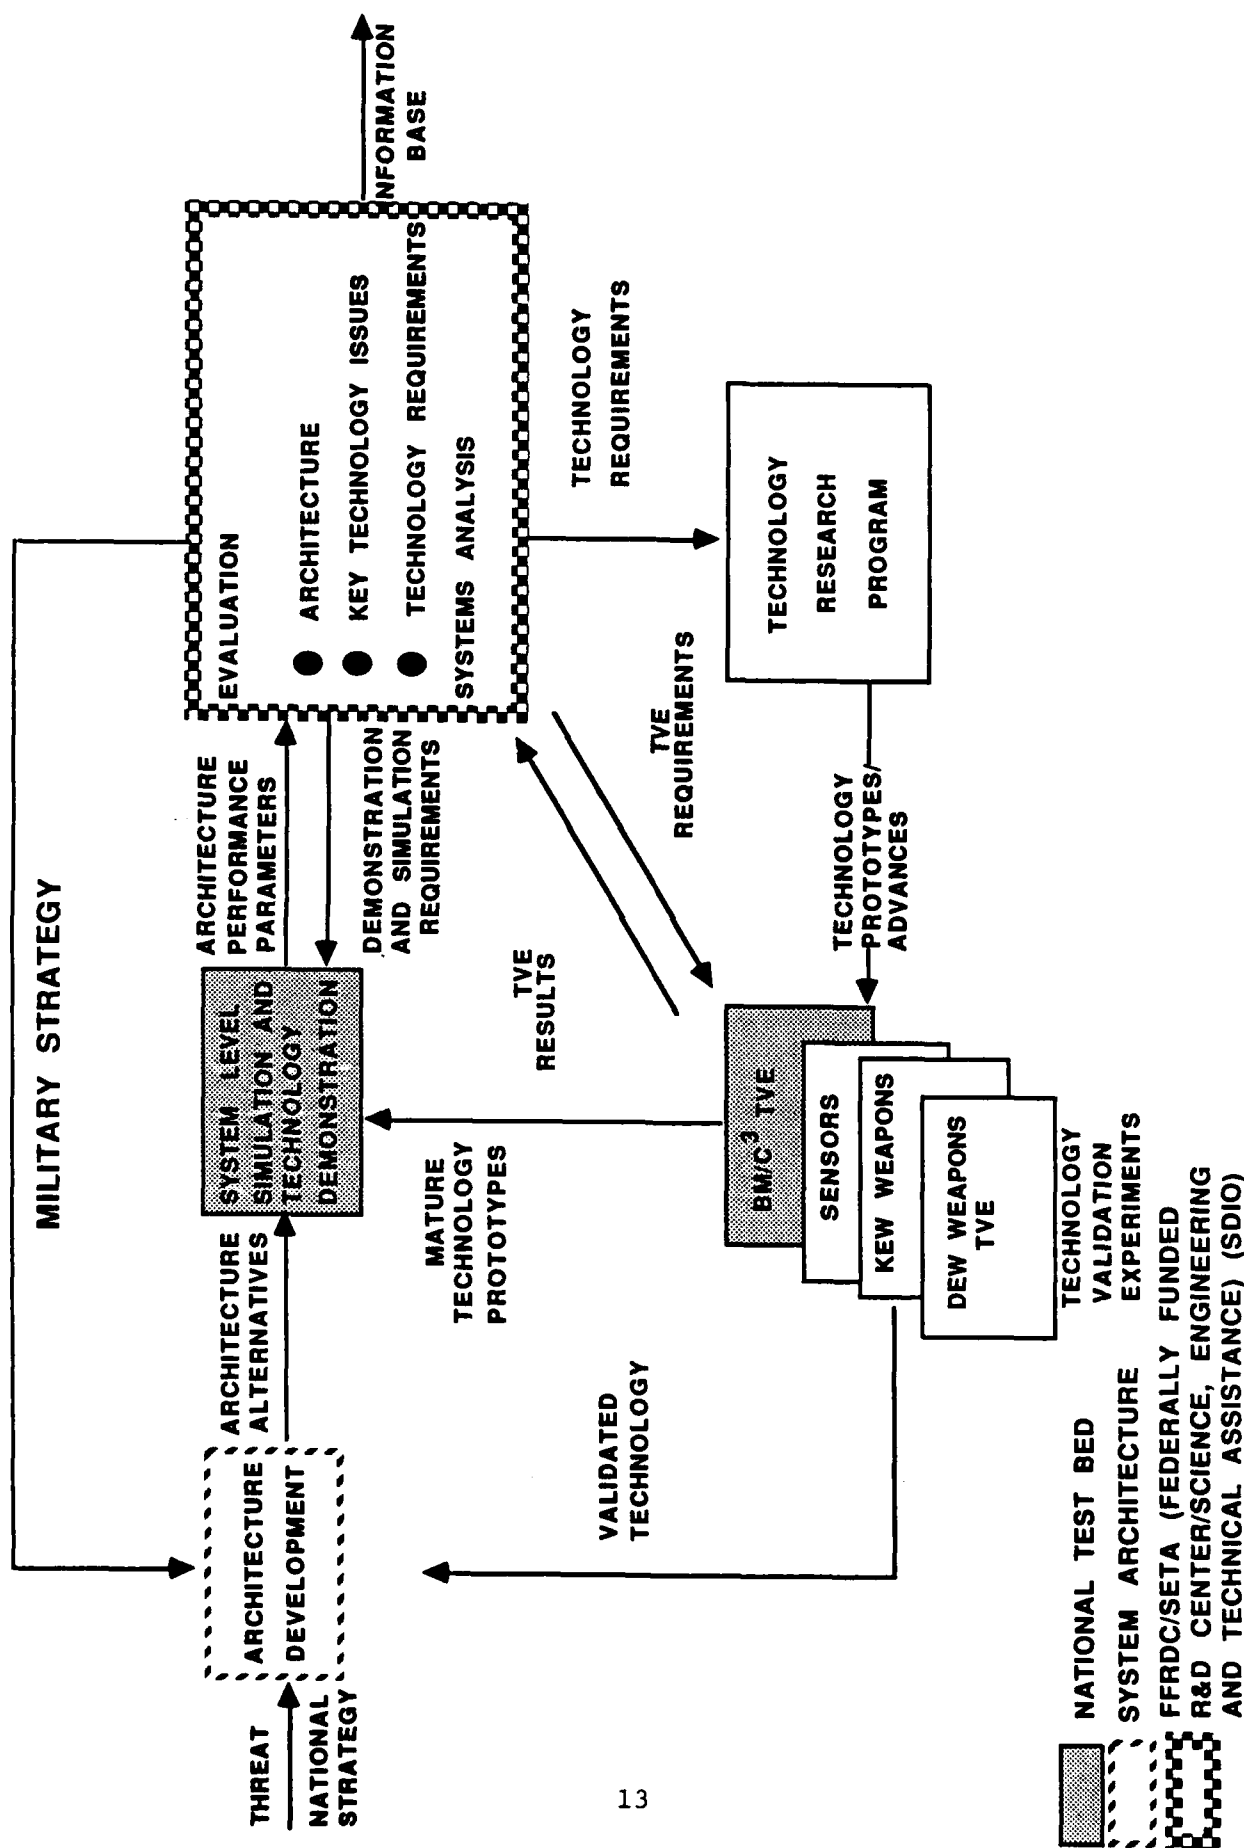 MILITARY STRATEGY
THREAT
NATIONAL
STRATEGY
ARCHITECTURE
DEVELOPMENT
ARCHITECTURE
ALTERNATIVES
SYSTEM LEVEL
SIMULATION AND
TECHNOLOGY
DEMONSTRATION
ARCHITECTURE
PERFORMANCE
PARAMETERS
DEMONSTRATION
AND SIMULATION
REQUIREMENTS
EVALUATION
● ARCHITECTURE
● KEY TECHNOLOGY ISSUES
● TECHNOLOGY REQUIREMENTS
SYSTEMS ANALYSIS
INFORMATION
BASE
MATURE
TECHNOLOGY
PROTOTYPES
TVE
RESULTS
TVE
REQUIREMENTS
TECHNOLOGY
REQUIREMENTS
VALIDATED
TECHNOLOGY
BM/C³ TVE
SENSORS
KEW WEAPONS
DEW WEAPONS
TVE
TECHNOLOGY
VALIDATION
EXPERIMENTS
TECHNOLOGY
PROTOTYPES/
ADVANCES
TECHNOLOGY
RESEARCH
PROGRAM
NATIONAL TEST BED
SYSTEM ARCHITECTURE
FFRDC/SETA (FEDERALLY FUNDED
R&D CENTER/SCIENCE, ENGINEERING
AND TECHNICAL ASSISTANCE) (SDIO)
13